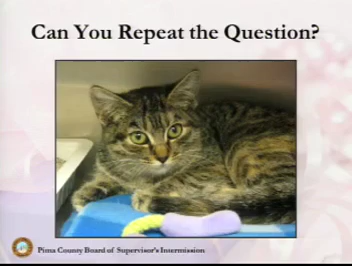 Can You Repeat the Question?
Pima County Board of Supervisor's Intermission